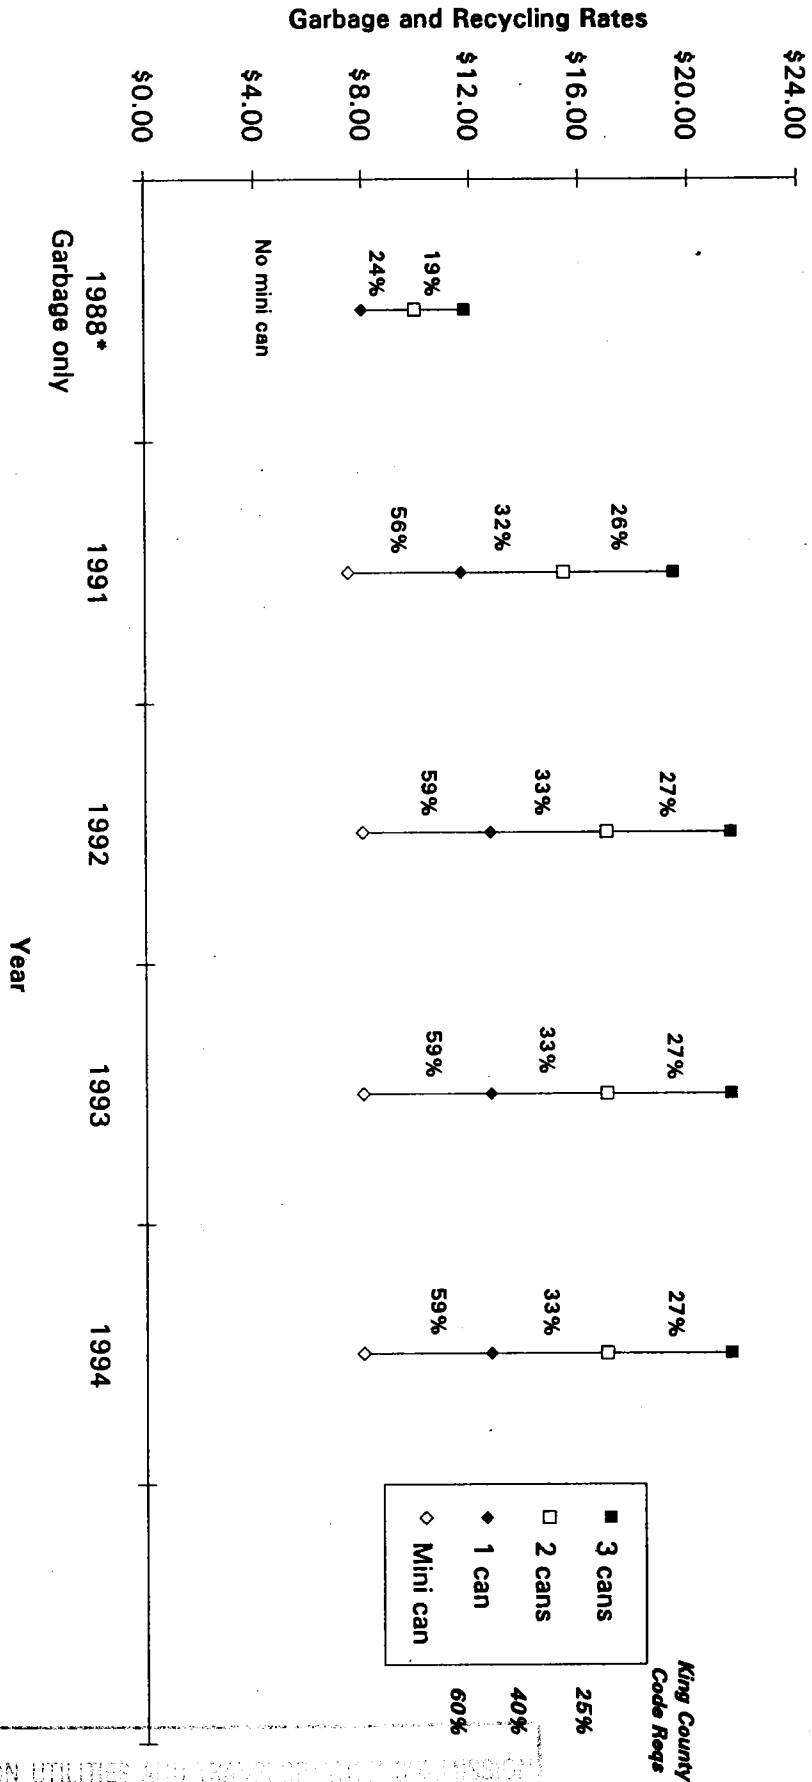 Garbage and Recycling Rates
$24.00
$20.00
$16.00
$12.00
$8.00
$4.00
$0.00
No mini can
24%
19%
56%
32%
26%
59%
33%
27%
59%
33%
27%
59%
33%
27%
1988*
Garbage only
1991
1992
1993
1994
Year
3 cans
2 cans
1 can
Mini can
King County
Code Reqs
25%
40%
60%
UTILITIES AND